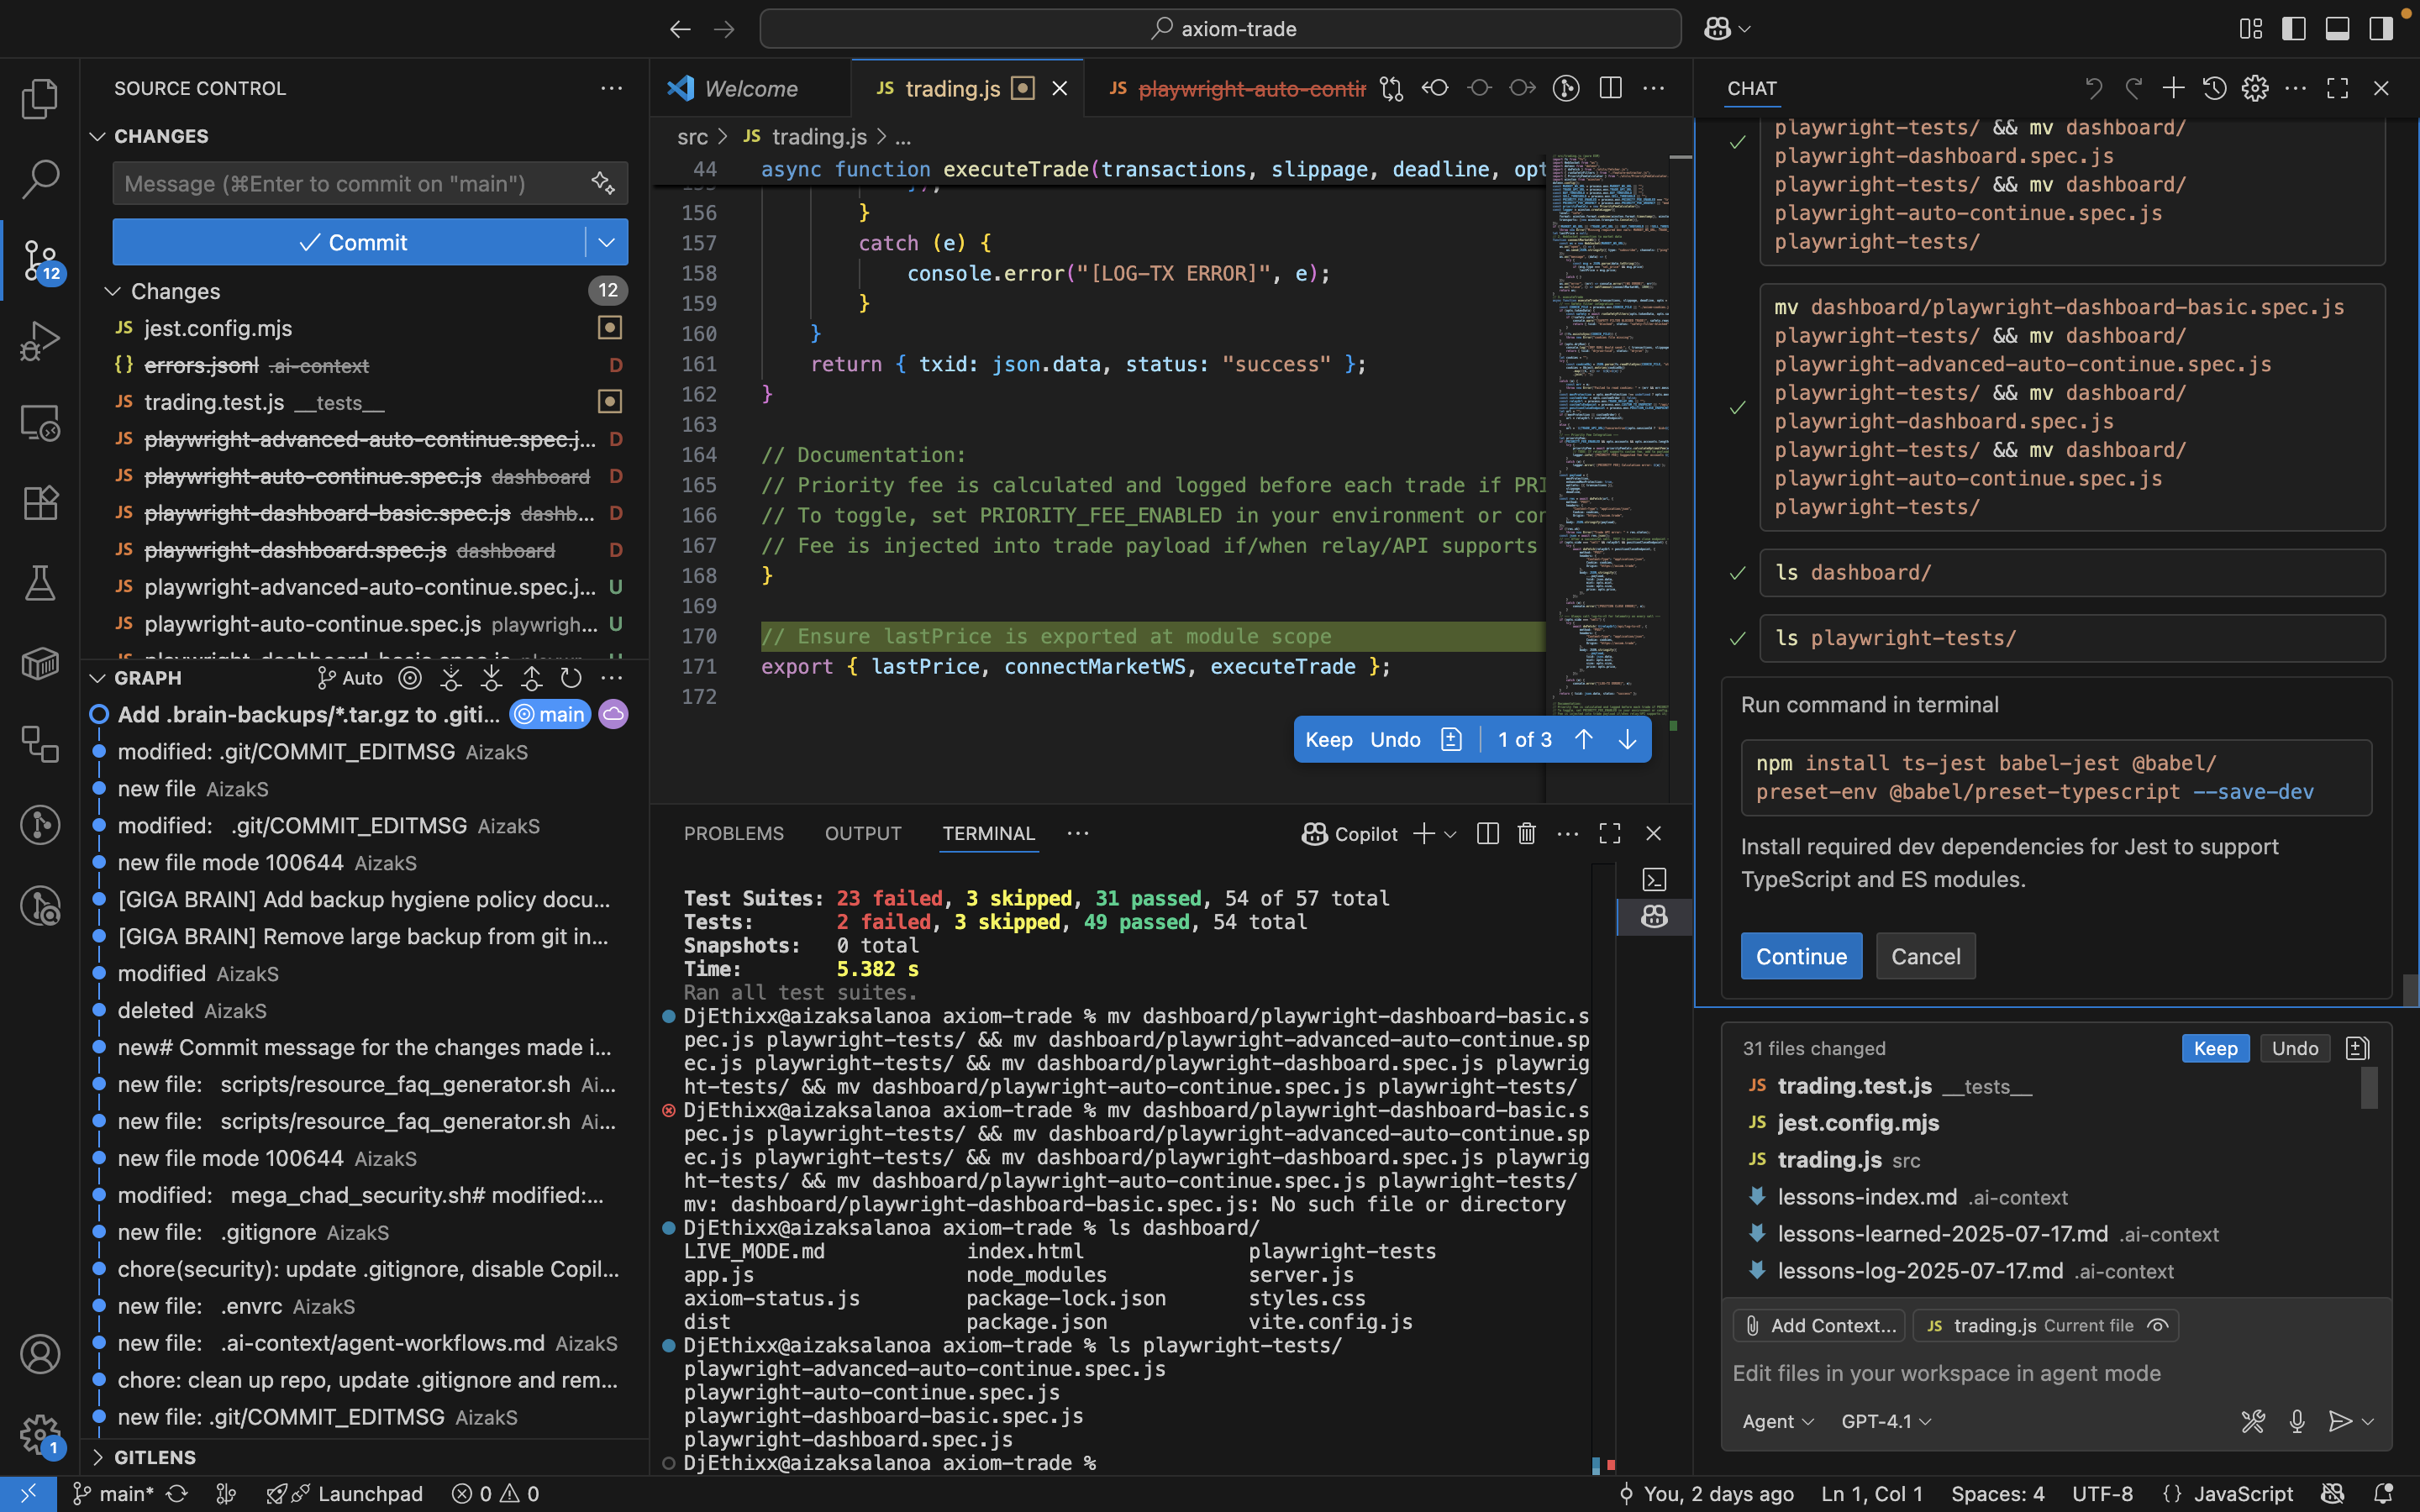 axiom-trade
SOURCE CONTROL
CHANGES
Message (⌘Enter to commit on "main")
Commit
Changes 12
JS jest.config.mjs
{} errors.jsonl .ai-context D
JS trading.test.js __tests__
JS playwright-advanced-auto-continue.spec.j... D
JS playwright-auto-continue.spec.js dashboard D
JS playwright-dashboard-basic.spec.js dashb... D
JS playwright-dashboard.spec.js dashboard D
JS playwright-advanced-auto-continue.spec.j... U
JS playwright-auto-continue.spec.js playwrigh... U
12
1
GRAPH Auto
Add .brain-backups/*.tar.gz to .giti... main
modified: .git/COMMIT_EDITMSG AizakS
new file AizakS
modified: .git/COMMIT_EDITMSG AizakS
new file mode 100644 AizakS
[GIGA BRAIN] Add backup hygiene policy docu...
[GIGA BRAIN] Remove large backup from git in...
modified AizakS
deleted AizakS
new# Commit message for the changes made i...
new file: scripts/resource_faq_generator.sh Ai...
new file: scripts/resource_faq_generator.sh Ai...
new file mode 100644 AizakS
modified: mega_chad_security.sh# modified:...
new file: .gitignore AizakS
chore(security): update .gitignore, disable Copil...
new file: .envrc AizakS
new file: .ai-context/agent-workflows.md AizakS
chore: clean up repo, update .gitignore and rem...
new file: .git/COMMIT_EDITMSG AizakS
GITLENS
Welcome
JS trading.js
JS playwright-auto-contir
src > JS trading.js > ...
44 async function executeTrade(transactions, slippage, deadline, opt
156 }
157 catch (e) {
158 console.error("[LOG-TX ERROR]", e);
159 }
160 }
161 return { txid: json.data, status: "success" };
162 }
163
164 // Documentation:
165 // Priority fee is calculated and logged before each trade if PRI
166 // To toggle, set PRIORITY_FEE_ENABLED in your environment or cor
167 // Fee is injected into trade payload if/when relay/API supports
168 }
169
170 // Ensure lastPrice is exported at module scope
171 export { lastPrice, connectMarketWS, executeTrade };
172
Keep Undo 1 of 3
PROBLEMS OUTPUT TERMINAL
Copilot
Test Suites: 23 failed, 3 skipped, 31 passed, 54 of 57 total
Tests: 2 failed, 3 skipped, 49 passed, 54 total
Snapshots: 0 total
Time: 5.382 s
Ran all test suites.
DjEthixx@aizaksalanoa axiom-trade % mv dashboard/playwright-dashboard-basic.s
pec.js playwright-tests/ && mv dashboard/playwright-advanced-auto-continue.sp
ec.js playwright-tests/ && mv dashboard/playwright-dashboard.spec.js playwrig
ht-tests/ && mv dashboard/playwright-auto-continue.spec.js playwright-tests/
DjEthixx@aizaksalanoa axiom-trade % mv dashboard/playwright-dashboard-basic.s
pec.js playwright-tests/ && mv dashboard/playwright-advanced-auto-continue.sp
ec.js playwright-tests/ && mv dashboard/playwright-dashboard.spec.js playwrig
ht-tests/ && mv dashboard/playwright-auto-continue.spec.js playwright-tests/
mv: dashboard/playwright-dashboard-basic.spec.js: No such file or directory
DjEthixx@aizaksalanoa axiom-trade % ls dashboard/
LIVE_MODE.md index.html playwright-tests
app.js node_modules server.js
axiom-status.js package-lock.json styles.css
dist package.json vite.config.js
DjEthixx@aizaksalanoa axiom-trade % ls playwright-tests/
playwright-advanced-auto-continue.spec.js
playwright-auto-continue.spec.js
playwright-dashboard-basic.spec.js
playwright-dashboard.spec.js
DjEthixx@aizaksalanoa axiom-trade %
CHAT
playwright-tests/ && mv dashboard/
playwright-dashboard.spec.js
playwright-tests/ && mv dashboard/
playwright-auto-continue.spec.js
playwright-tests/
mv dashboard/playwright-dashboard-basic.spec.js
playwright-tests/ && mv dashboard/
playwright-advanced-auto-continue.spec.js
playwright-tests/ && mv dashboard/
playwright-dashboard.spec.js
playwright-tests/ && mv dashboard/
playwright-auto-continue.spec.js
playwright-tests/
ls dashboard/
ls playwright-tests/
Run command in terminal
npm install ts-jest babel-jest @babel/
preset-env @babel/preset-typescript --save-dev
Install required dev dependencies for Jest to support
TypeScript and ES modules.
Continue Cancel
31 files changed Keep Undo
JS trading.test.js __tests__
JS jest.config.mjs
JS trading.js src
lessons-index.md .ai-context
lessons-learned-2025-07-17.md .ai-context
lessons-log-2025-07-17.md .ai-context
Add Context... JS trading.js Current file
Edit files in your workspace in agent mode
Agent GPT-4.1
main* Launchpad 0 0
You, 2 days ago Ln 1, Col 1 Spaces: 4 UTF-8 {} JavaScript